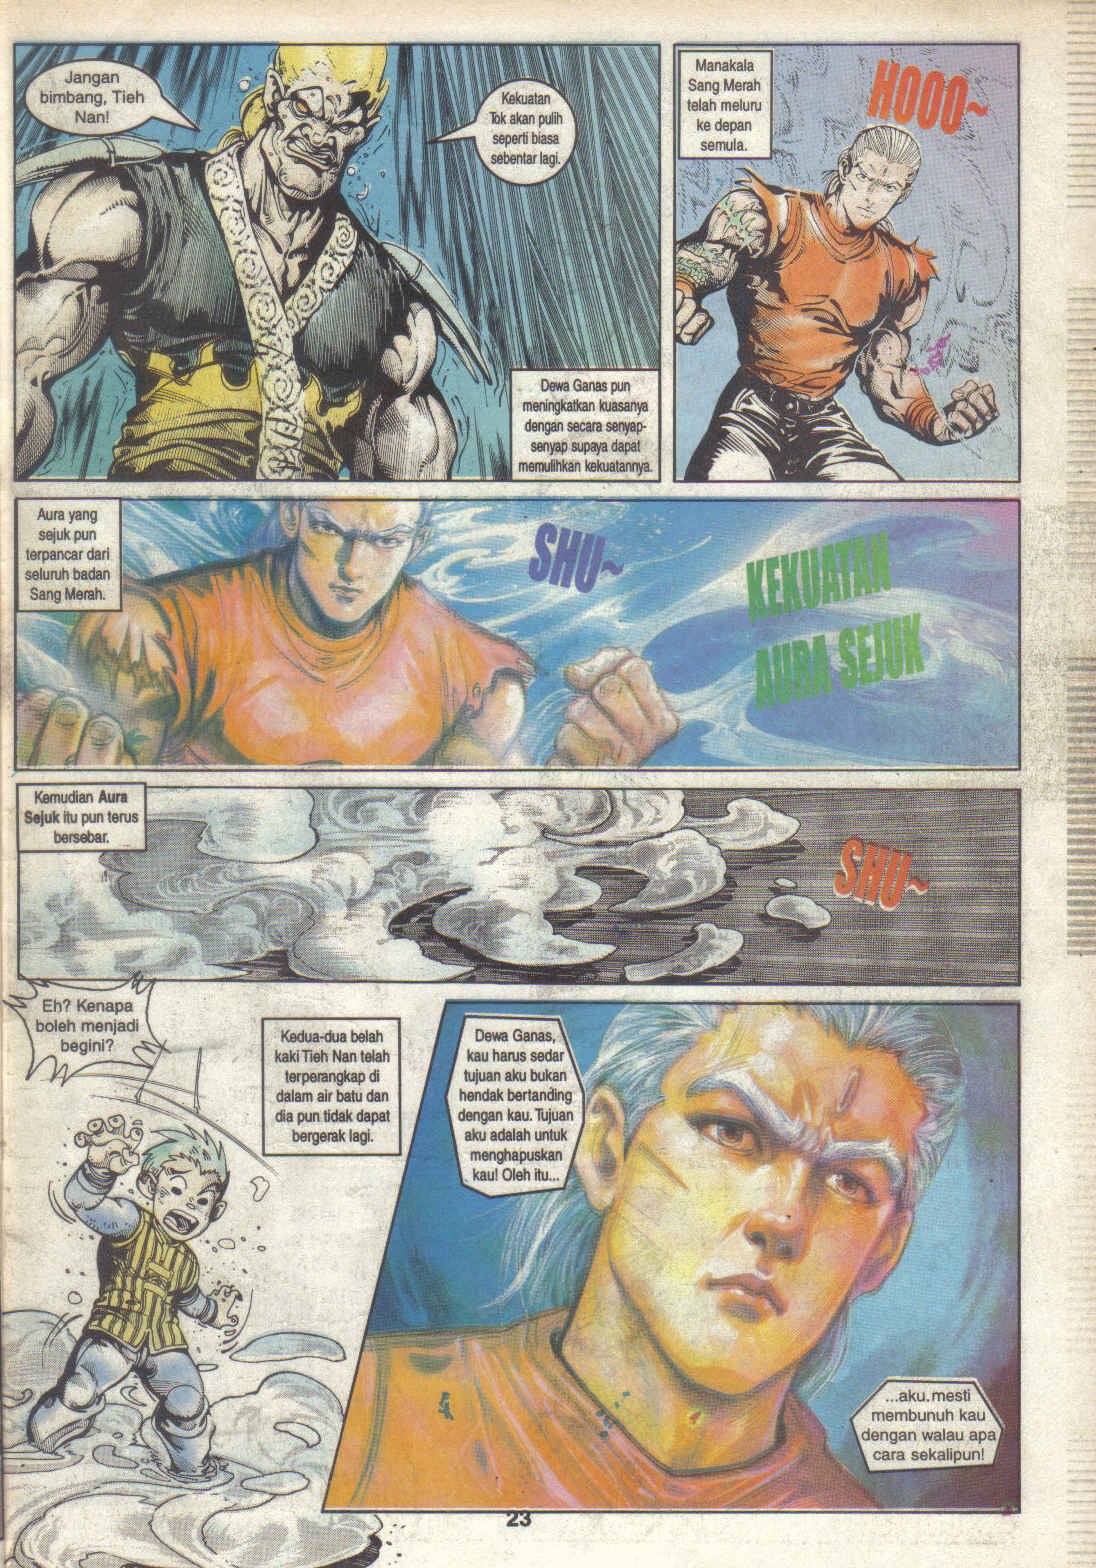 Jangan
bimbang, Tieh
Nan!
Kekuatan
Tok akan pulih
seperti biasa
sebentar lagi.
Dewa Ganas pun
meningkatkan kuasanya
dengan secara senyap-
senyap supaya dapat
memulihkan kekuatannya.
Manakala
Sang Merah
telah meluru
ke depan
semula.
HOOO~
Aura yang
sejuk pun
terpancar dari
seluruh badan
Sang Merah.
SHU~
KEKUATAN
AURA SEJUK
Kemudian Aura
Sejuk itu pun terus
bersebar.
SHU~
Eh? Kenapa
boleh menjadi
begini?
Kedua-dua belah
kaki Tieh Nan telah
terperangkap di
dalam air batu dan
dia pun tidak dapat
bergerak lagi.
Dewa Ganas,
kau harus sedar
tujuan aku bukan
hendak bertanding
dengan kau. Tujuan
aku adalah untuk
menghapuskan
kau! Oleh itu...
...aku mesti
membunuh kau
dengan walau apa
cara sekalipun!
23